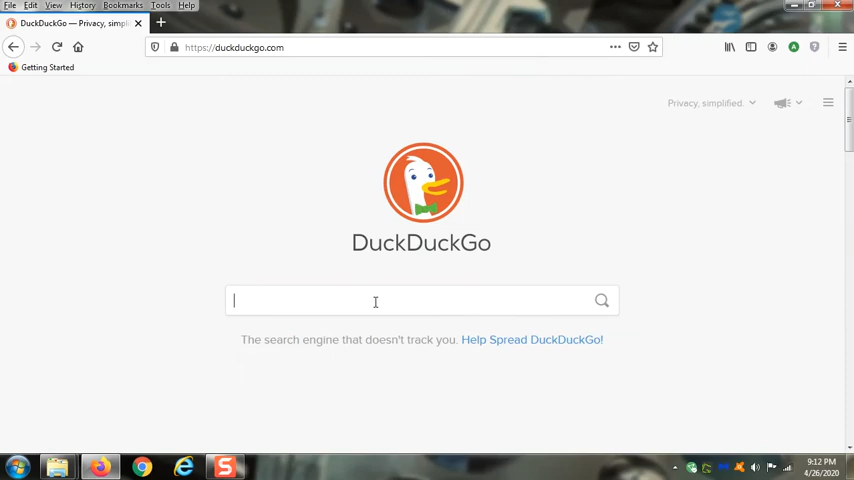 File Edit View History Bookmarks Tools Help
DuckDuckGo — Privacy, simplifi
https://duckduckgo.com
Getting Started
Privacy, simplified.
DuckDuckGo
The search engine that doesn't track you. Help Spread DuckDuckGo!
9:12 PM
4/26/2020